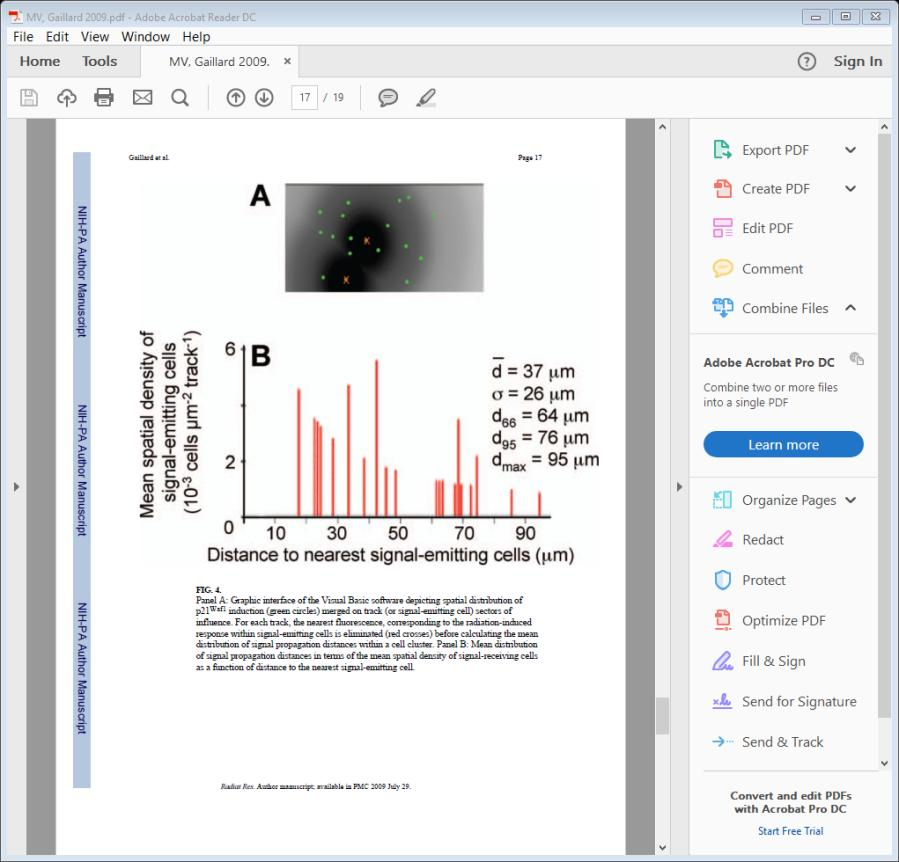 MV, Gaillard 2009.pdf - Adobe Acrobat Reader DC
File Edit View Window Help
Home Tools MV, Gaillard 2009. × ? Sign In
17 / 19
Gaillard et al. Page 17
NIH-PA Author Manuscript
NIH-PA Author Manuscript
NIH-PA Author Manuscript
A
K
K
B
Mean spatial density of
signal-emitting cells
(10⁻³ cells µm⁻² track⁻¹)
6
2
0
10 30 50 70 90
Distance to nearest signal-emitting cells (µm)
d̅ = 37 µm
σ = 26 µm
d₆₆ = 64 µm
d₉₅ = 76 µm
dmax = 95 µm
FIG. 4.
Panel A: Graphic interface of the Visual Basic software depicting spatial distribution of
p21Waf1 induction (green circles) merged on track (or signal-emitting cell) sectors of
influence. For each track, the nearest fluorescence, corresponding to the radiation-induced
response within signal-emitting cells is eliminated (red crosses) before calculating the mean
distribution of signal propagation distances within a cell cluster. Panel B: Mean distribution
of signal propagation distances in terms of the mean spatial density of signal-receiving cells
as a function of distance to the nearest signal-emitting cell.
Radiat Res. Author manuscript; available in PMC 2009 July 29.
Export PDF
Create PDF
Edit PDF
Comment
Combine Files
Adobe Acrobat Pro DC
Combine two or more files
into a single PDF
Learn more
Organize Pages
Redact
Protect
Optimize PDF
Fill & Sign
Send for Signature
Send & Track
Convert and edit PDFs
with Acrobat Pro DC
Start Free Trial